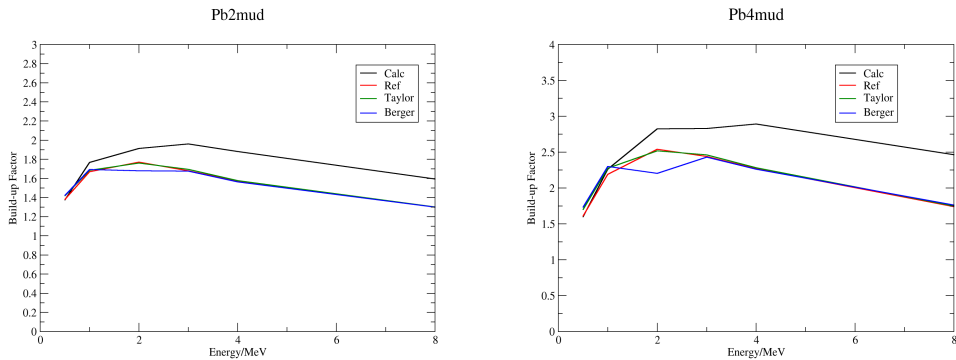 Pb2mud
3
2.8
2.6
2.4
2.2
2
1.8
1.6
1.4
1.2
1
0.8
0.6
0.4
0.2
0
Build-up Factor
Calc
Ref
Taylor
Berger
0 2 4 6 8
Energy/MeV
Pb4mud
4
3.5
3
2.5
2
1.5
1
0.5
0
Build-up Factor
Calc
Ref
Taylor
Berger
0 2 4 6 8
Energy/MeV